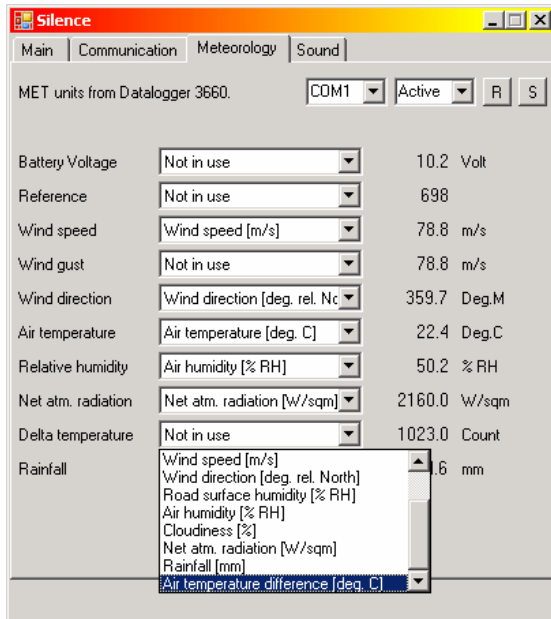 Silence
Main Communication Meteorology Sound
MET units from Datalogger 3660. COM1 Active R S
Battery Voltage Not in use 10.2 Volt
Reference Not in use 698
Wind speed Wind speed [m/s] 78.8 m/s
Wind gust Not in use 78.8 m/s
Wind direction Wind direction [deg. rel. No 359.7 Deg.M
Air temperature Air temperature [deg. C] 22.4 Deg.C
Relative humidity Air humidity [% RH] 50.2 % RH
Net atm. radiation Net atm. radiation [W/sqm] 2160.0 W/sqm
Delta temperature Not in use 1023.0 Count
Rainfall .6 mm
Wind speed [m/s]
Wind direction [deg. rel. North]
Road surface humidity [% RH]
Air humidity [% RH]
Cloudiness [%]
Net atm. radiation [W/sqm]
Rainfall [mm]
Air temperature difference [deg. C]